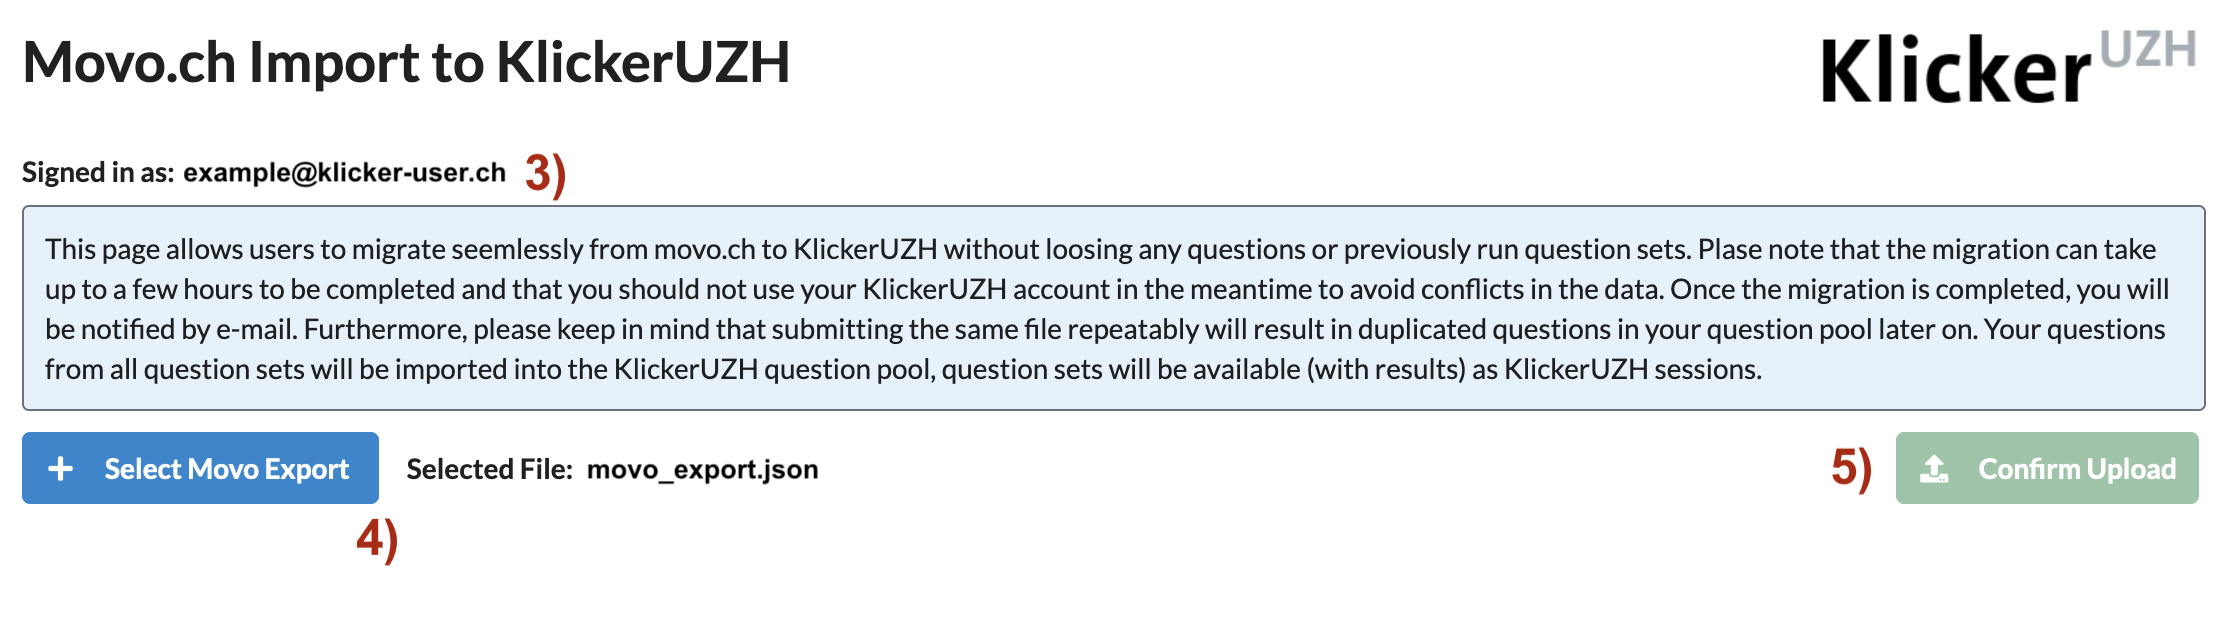 Movo.ch Import to KlickerUZH
KlickerUZH
Signed in as: example@klicker-user.ch 3)
This page allows users to migrate seemlessly from movo.ch to KlickerUZH without loosing any questions or previously run question sets. Plase note that the migration can take
up to a few hours to be completed and that you should not use your KlickerUZH account in the meantime to avoid conflicts in the data. Once the migration is completed, you will
be notified by e-mail. Furthermore, please keep in mind that submitting the same file repeatably will result in duplicated questions in your question pool later on. Your questions
from all question sets will be imported into the KlickerUZH question pool, question sets will be available (with results) as KlickerUZH sessions.
Select Movo Export Selected File: movo_export.json 5) Confirm Upload
4)